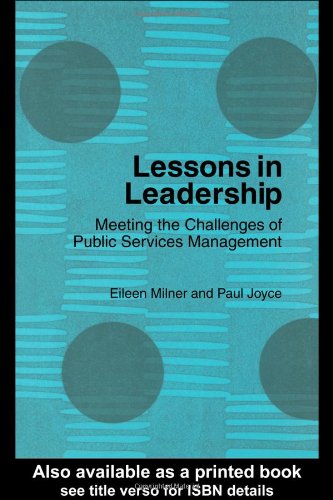 Lessons in
Leadership
Meeting the Challenges of
Public Services Management
Eileen Milner and Paul Joyce
Also available as a printed book
see title verso for ISBN details